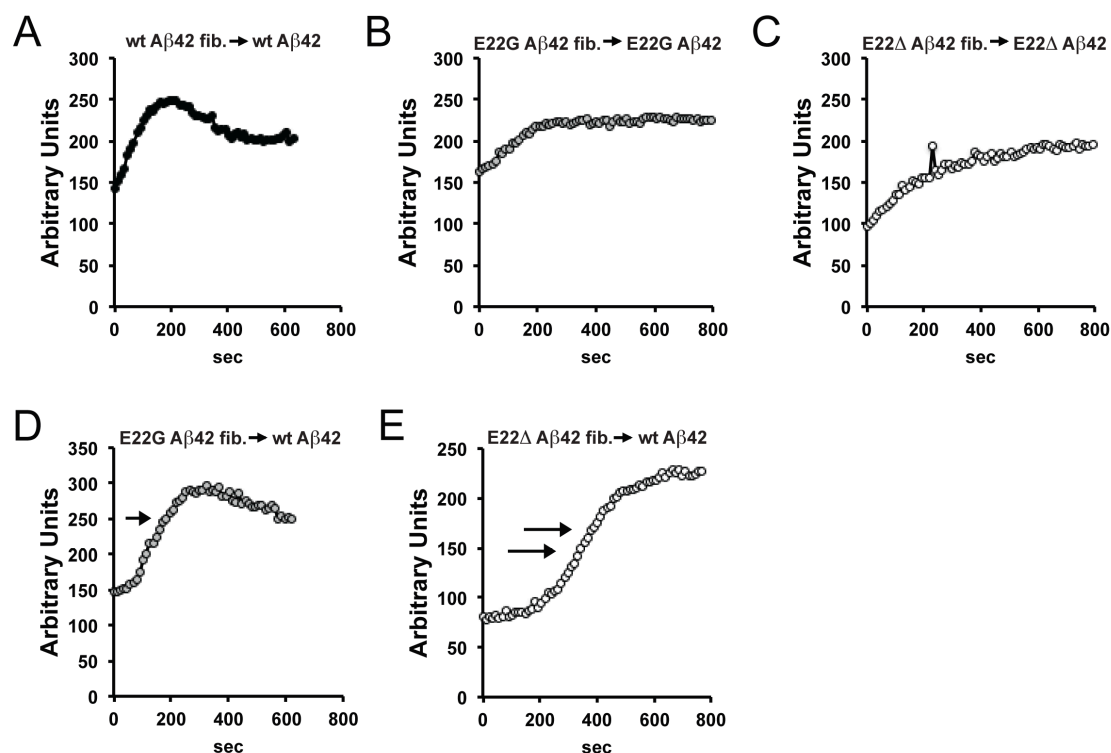 A
wt Aβ42 fib. → wt Aβ42
300
250
200
150
100
50
0
Arbitrary Units
0 200 400 600 800
sec
B
E22G Aβ42 fib. → E22G Aβ42
300
250
200
150
100
50
0
Arbitrary Units
0 200 400 600 800
sec
C
E22Δ Aβ42 fib. → E22Δ Aβ42
300
250
200
150
100
50
0
Arbitrary Units
0 200 400 600 800
sec
D
E22G Aβ42 fib. → wt Aβ42
350
300
250
200
150
100
50
0
Arbitrary Units
0 200 400 600 800
sec
E
E22Δ Aβ42 fib. → wt Aβ42
250
200
150
100
50
0
Arbitrary Units
0 200 400 600 800
sec